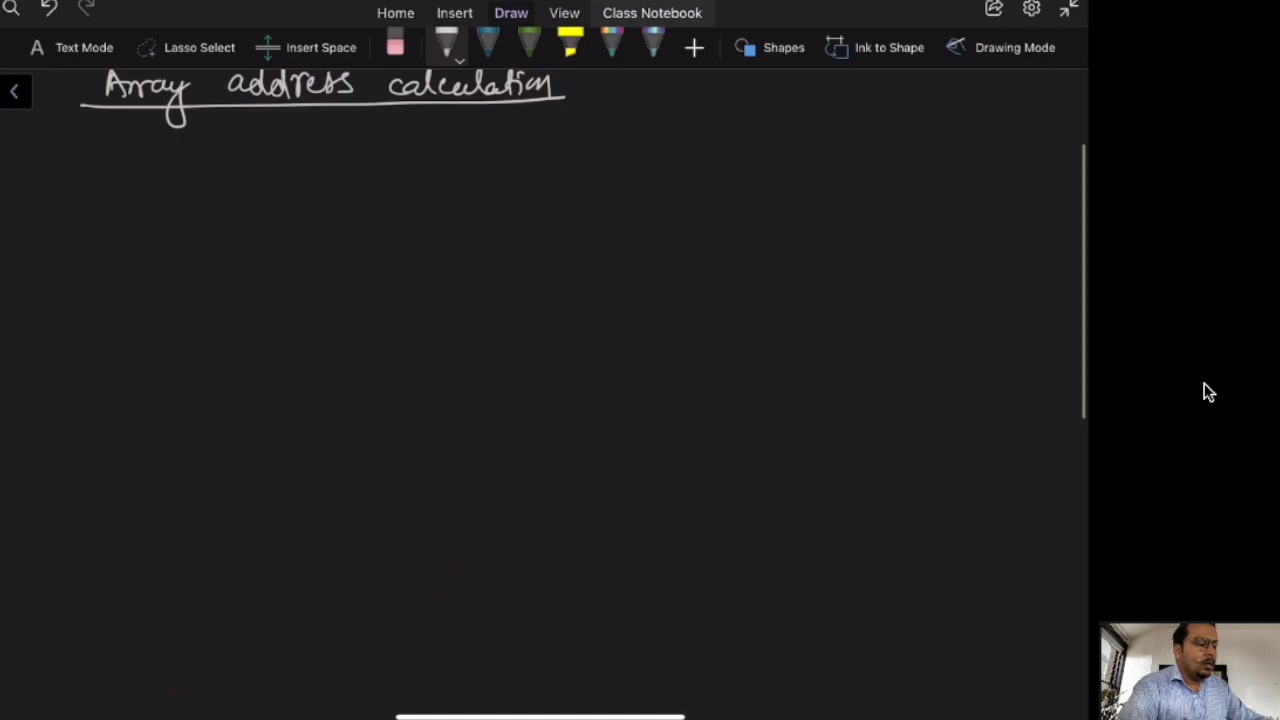 Home Insert Draw View Class Notebook
A Text Mode Lasso Select Insert Space Shapes Ink to Shape Drawing Mode
Array address calculation